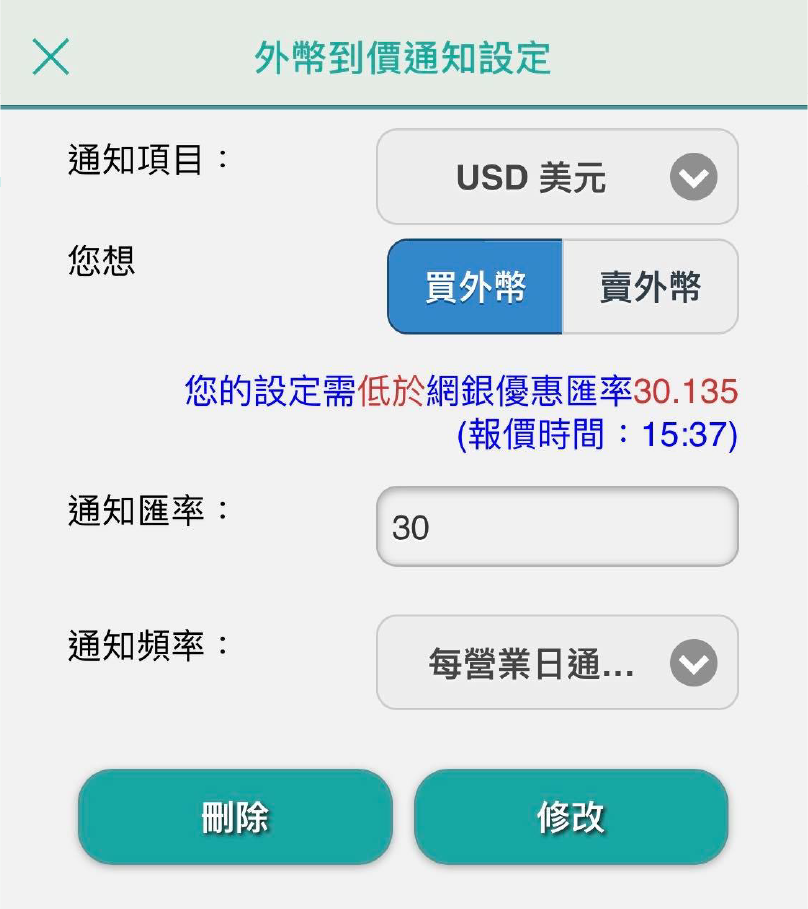 外幣到價通知設定
通知項目：
USD 美元
您想
買外幣 賣外幣
您的設定需低於網銀優惠匯率30.135
(報價時間：15:37)
通知匯率：
30
通知頻率：
每營業日通...
刪除 修改